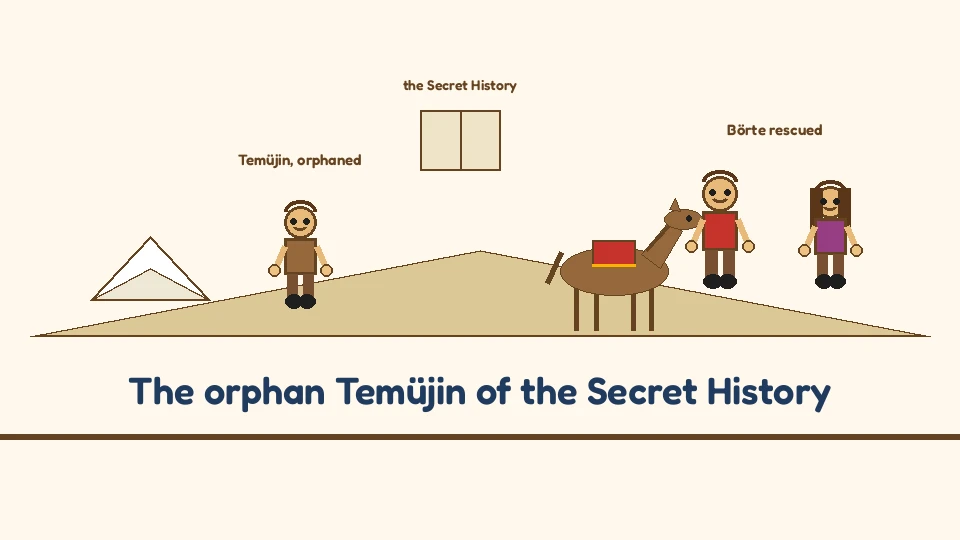 the Secret History
Börte rescued
Temüjin, orphaned
The orphan Temüjin of the Secret History